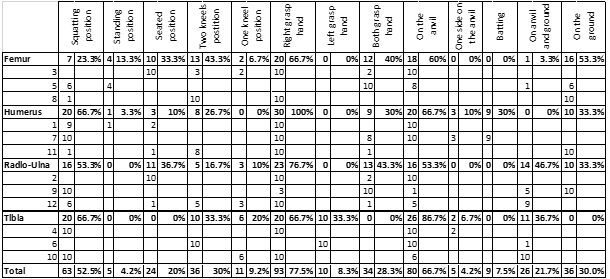 Squatting position
Standing position
Seated position
Two kneels position
One kneel position
Right grasp hand
Left grasp hand
Both grasp hand
On the anvil
One side on the anvil
Batting
On anvil and ground
On the ground
Femur 7 23.3% 4 13.3% 10 33.3% 13 43.3% 2 6.7% 20 66.7% 0 0% 12 40% 18 60% 0 0% 0 0% 1 3.3% 16 53.3%
3 10 3 2 10 2 10
5 6 4 10 8 1 6
8 1 10 10 10
Humerus 20 66.7% 1 3.3% 3 10% 8 26.7% 0 0% 30 100% 0 0% 9 30% 20 66.7% 3 10% 9 30% 0 0% 10 33.3%
1 9 1 2 10 10
7 10 10 8 10 3 9
11 1 1 8 10 1 10
Radio-Ulna 16 53.3% 0 0% 11 36.7% 5 16.7% 3 10% 23 76.7% 0 0% 13 43.3% 16 53.3% 0 0% 0 0% 14 46.7% 10 33.3%
2 10 10 2 10
9 10 3 10 1 5 10
12 6 1 5 3 10 1 5 9
Tibia 20 66.7% 0 0% 0 0% 10 33.3% 6 20% 20 66.7% 10 33.3% 0 0% 26 86.7% 2 6.7% 0 0% 11 36.7% 0 0%
4 10 10 10 2
6 10 10 10 1
10 10 6 10 6 10
Total 63 52.5% 5 4.2% 24 20% 36 30% 11 9.2% 93 77.5% 10 8.3% 34 28.3% 80 66.7% 5 4.2% 9 7.5% 26 21.7% 36 30.0%